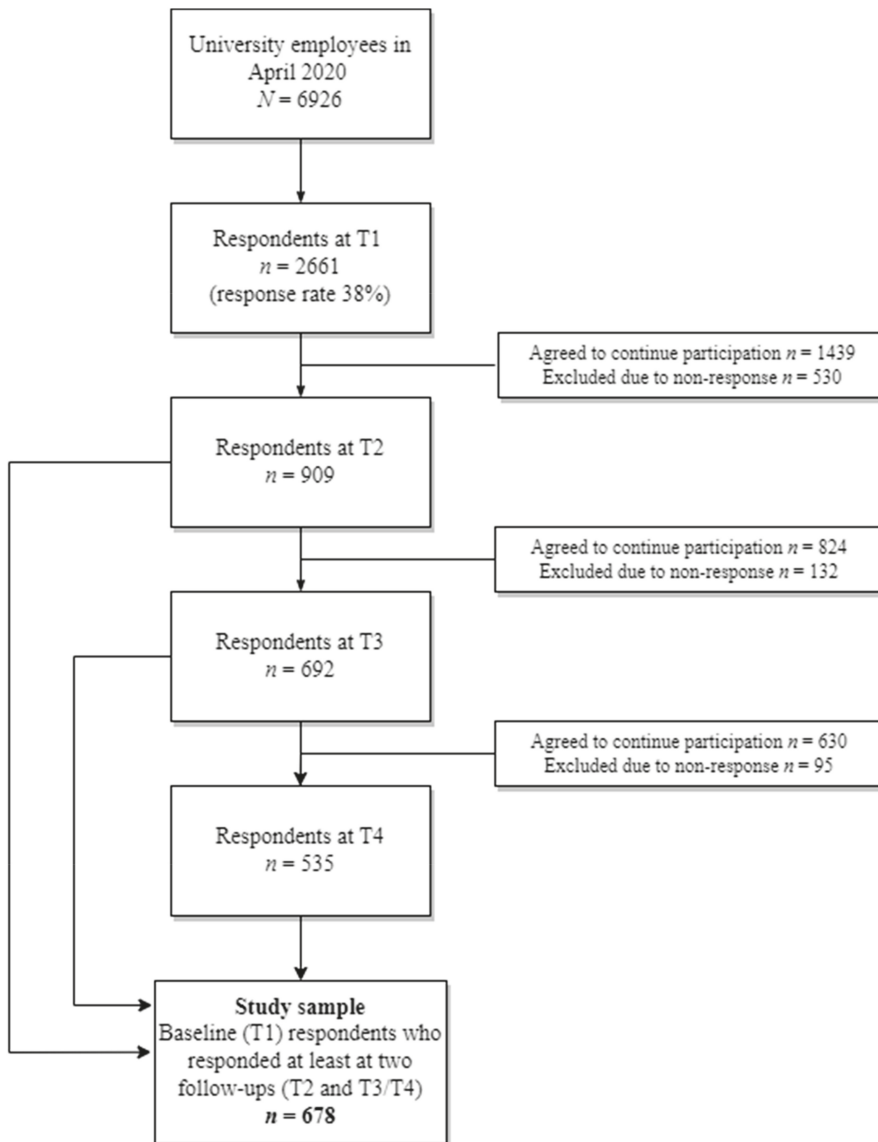 University employees in
April 2020
N = 6926
Respondents at T1
n = 2661
(response rate 38%)
Agreed to continue participation n = 1439
Excluded due to non-response n = 530
Respondents at T2
n = 909
Agreed to continue participation n = 824
Excluded due to non-response n = 132
Respondents at T3
n = 692
Agreed to continue participation n = 630
Excluded due to non-response n = 95
Respondents at T4
n = 535
Study sample
Baseline (T1) respondents who
responded at least at two
follow-ups (T2 and T3/T4)
n = 678